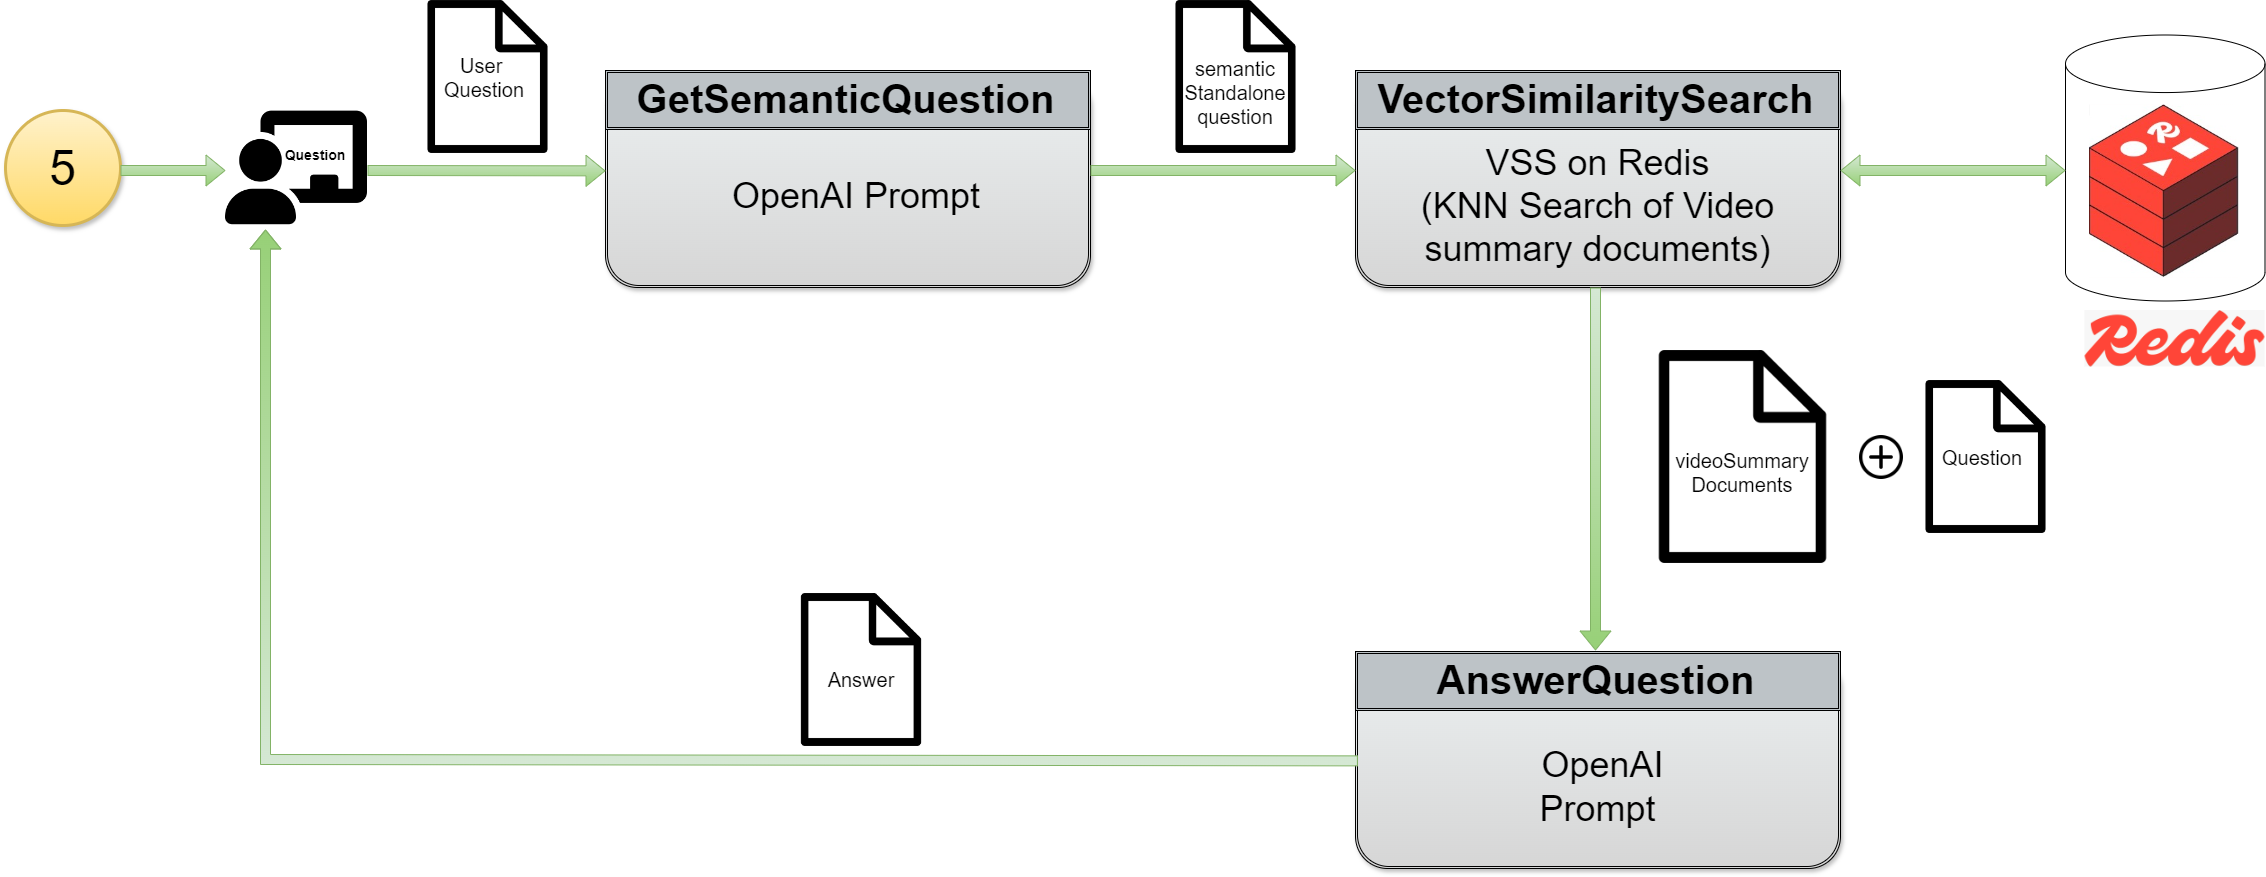 5
Question
User
Question
GetSemanticQuestion
OpenAI Prompt
semantic
Standalone
question
VectorSimilaritySearch
VSS on Redis
(KNN Search of Video
summary documents)
Redis
videoSummary
Documents
Question
AnswerQuestion
OpenAI
Prompt
Answer